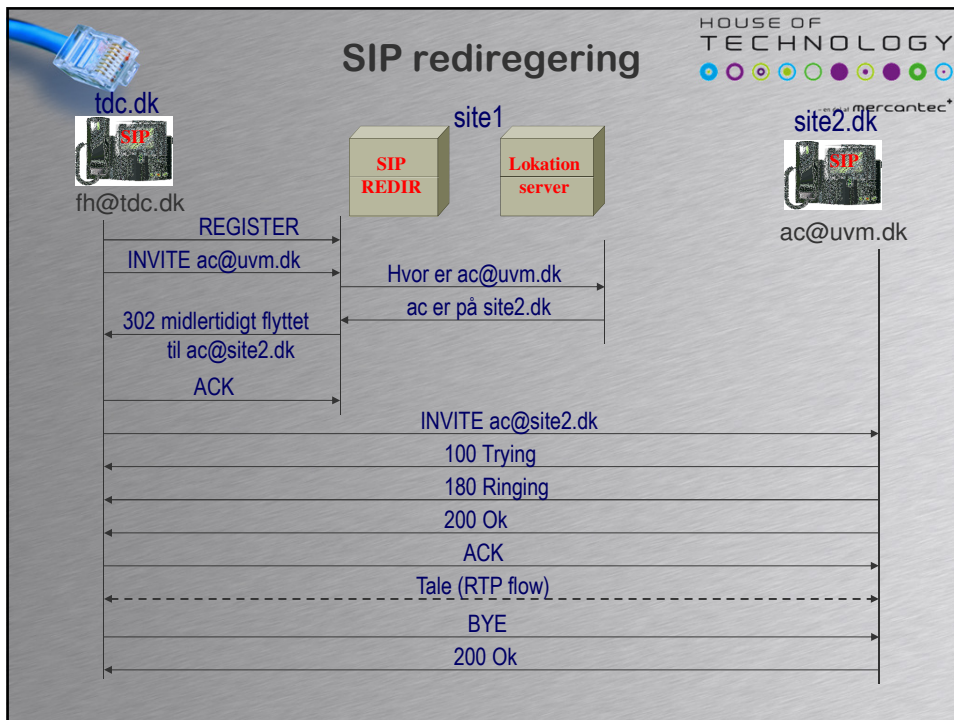 SIP redirigering
HOUSE OF
TECHNOLOGY
mercantec+
tdc.dk
SIP
fh@tdc.dk
site1
SIP
REDIR
Lokation
server
site2.dk
SIP
ac@uvm.dk
REGISTER
INVITE ac@uvm.dk
Hvor er ac@uvm.dk
ac er på site2.dk
302 midlertidigt flyttet
til ac@site2.dk
ACK
INVITE ac@site2.dk
100 Trying
180 Ringing
200 Ok
ACK
Tale (RTP flow)
BYE
200 Ok